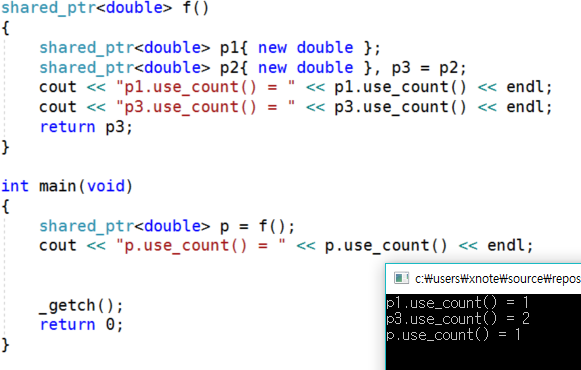 shared_ptr<double> f()
{
    shared_ptr<double> p1{ new double };
    shared_ptr<double> p2{ new double }, p3 = p2;
    cout << "p1.use_count() = " << p1.use_count() << endl;
    cout << "p3.use_count() = " << p3.use_count() << endl;
    return p3;
}
int main(void)
{
    shared_ptr<double> p = f();
    cout << "p.use_count() = " << p.use_count() << endl;
    _getch();
    return 0;
}
c:₩users₩xnote₩source₩repos
p1.use_count() = 1
p3.use_count() = 2
p.use_count() = 1